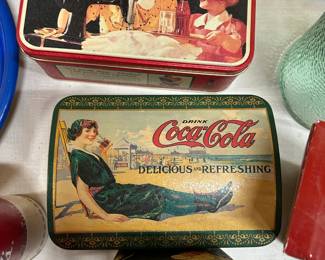 DRINK
Coca-Cola
DELICIOUS AND REFRESHING